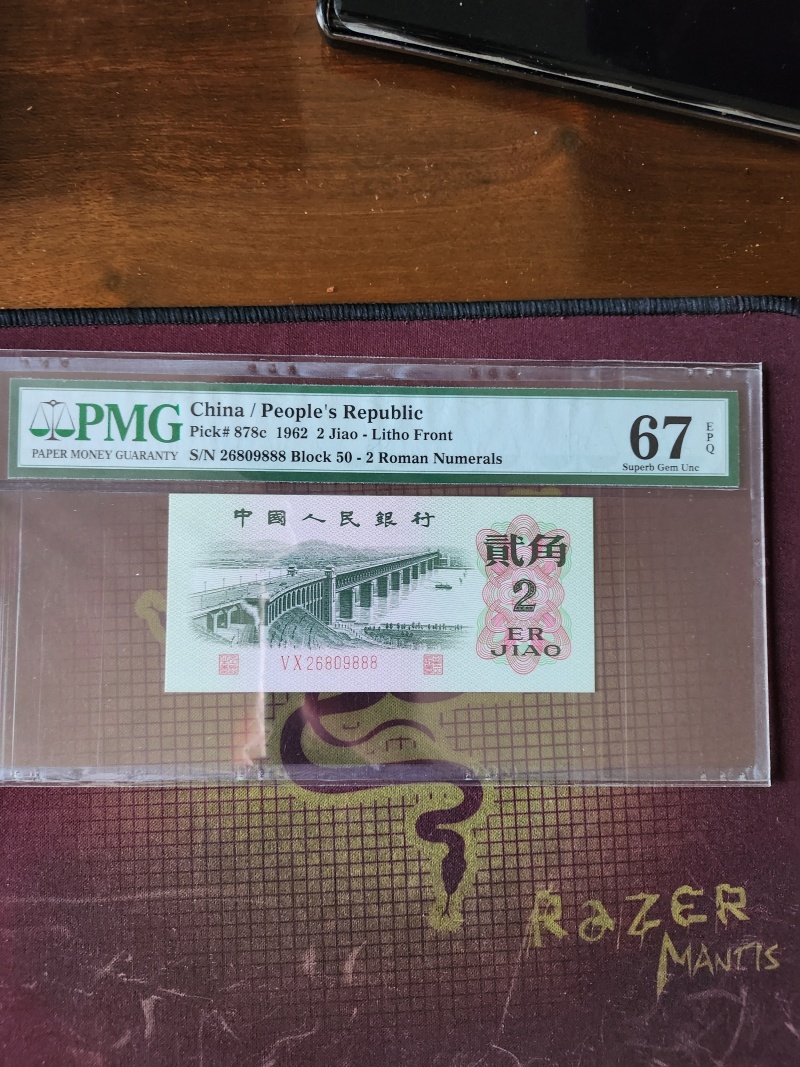 PMG
PAPER MONEY GUARANTY
China / People's Republic
Pick# 878c 1962 2 Jiao - Litho Front
S/N 26809888 Block 50 - 2 Roman Numerals
67
EPQ
Superb Gem Unc
中國人民銀行
貳角
2
ER
JIAO
VX26809888
RAZER
MANTIS